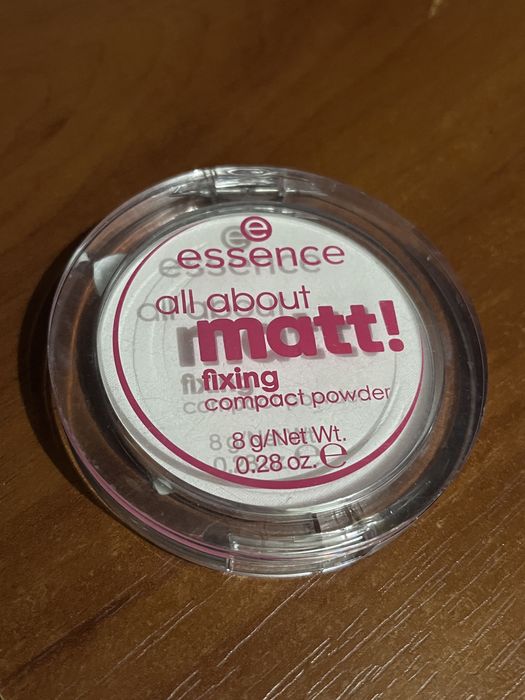 e
essence
all about
matt!
fixing
compact powder
8 g/Net Wt.
0.28 oz. ℮